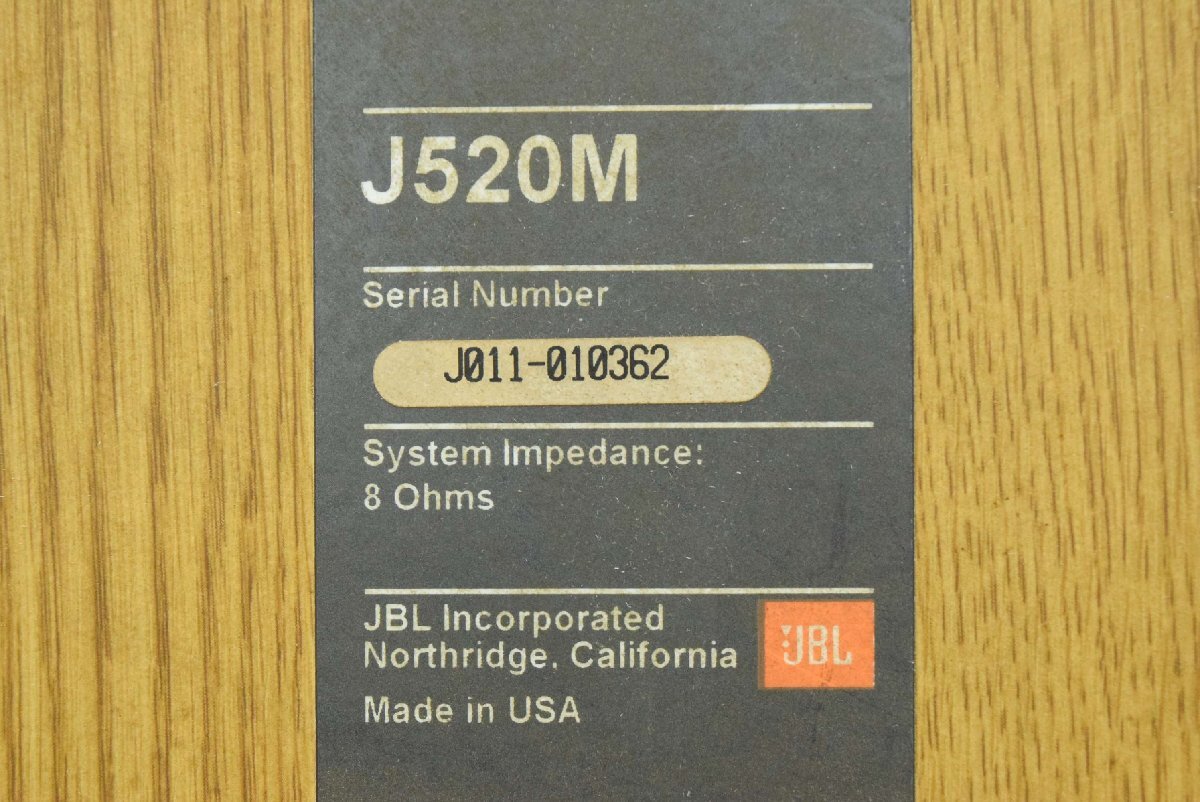 J520M
Serial Number
J011-010362
System Impedance:
8 Ohms
JBL Incorporated
Northridge, California
JBL
Made in USA